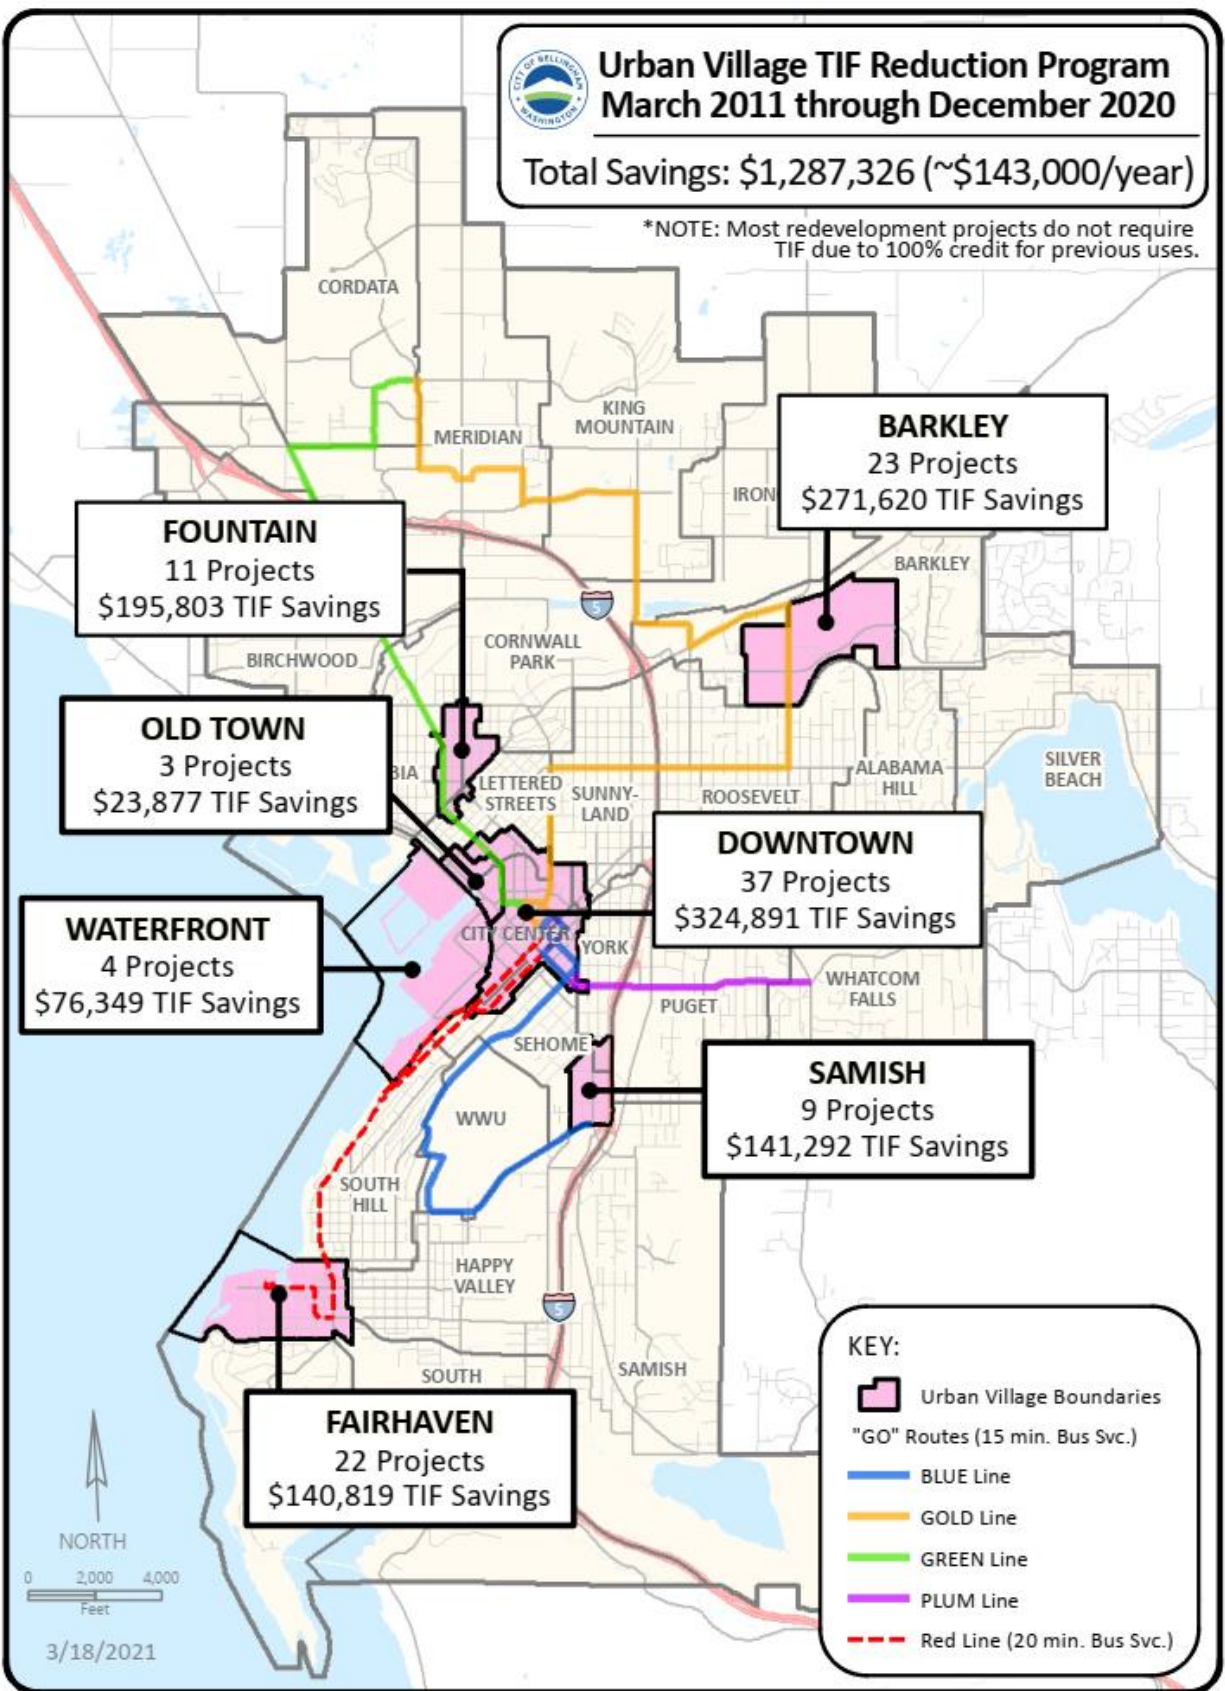 CITY OF BELLINGHAM
WASHINGTON
Urban Village TIF Reduction Program
March 2011 through December 2020
Total Savings: $1,287,326 (~$143,000/year)
*NOTE: Most redevelopment projects do not require
TIF due to 100% credit for previous uses.
CORDATA
KING
MOUNTAIN
MERIDIAN
BARKLEY
23 Projects
$271,620 TIF Savings
IRON
FOUNTAIN
11 Projects
$195,803 TIF Savings
BARKLEY
5
CORNWALL
PARK
BIRCHWOOD
OLD TOWN
3 Projects
$23,877 TIF Savings
BIA
LETTERED
STREETS
SUNNY-
LAND
ROOSEVELT
ALABAMA
HILL
SILVER
BEACH
DOWNTOWN
37 Projects
$324,891 TIF Savings
WATERFRONT
4 Projects
$76,349 TIF Savings
CITY CENTER
YORK
PUGET
WHATCOM
FALLS
SEHOME
SAMISH
9 Projects
$141,292 TIF Savings
WWU
SOUTH
HILL
HAPPY
VALLEY
5
SOUTH
SAMISH
FAIRHAVEN
22 Projects
$140,819 TIF Savings
KEY:
Urban Village Boundaries
"GO" Routes (15 min. Bus Svc.)
BLUE Line
GOLD Line
GREEN Line
PLUM Line
Red Line (20 min. Bus Svc.)
NORTH
0 2,000 4,000
Feet
3/18/2021